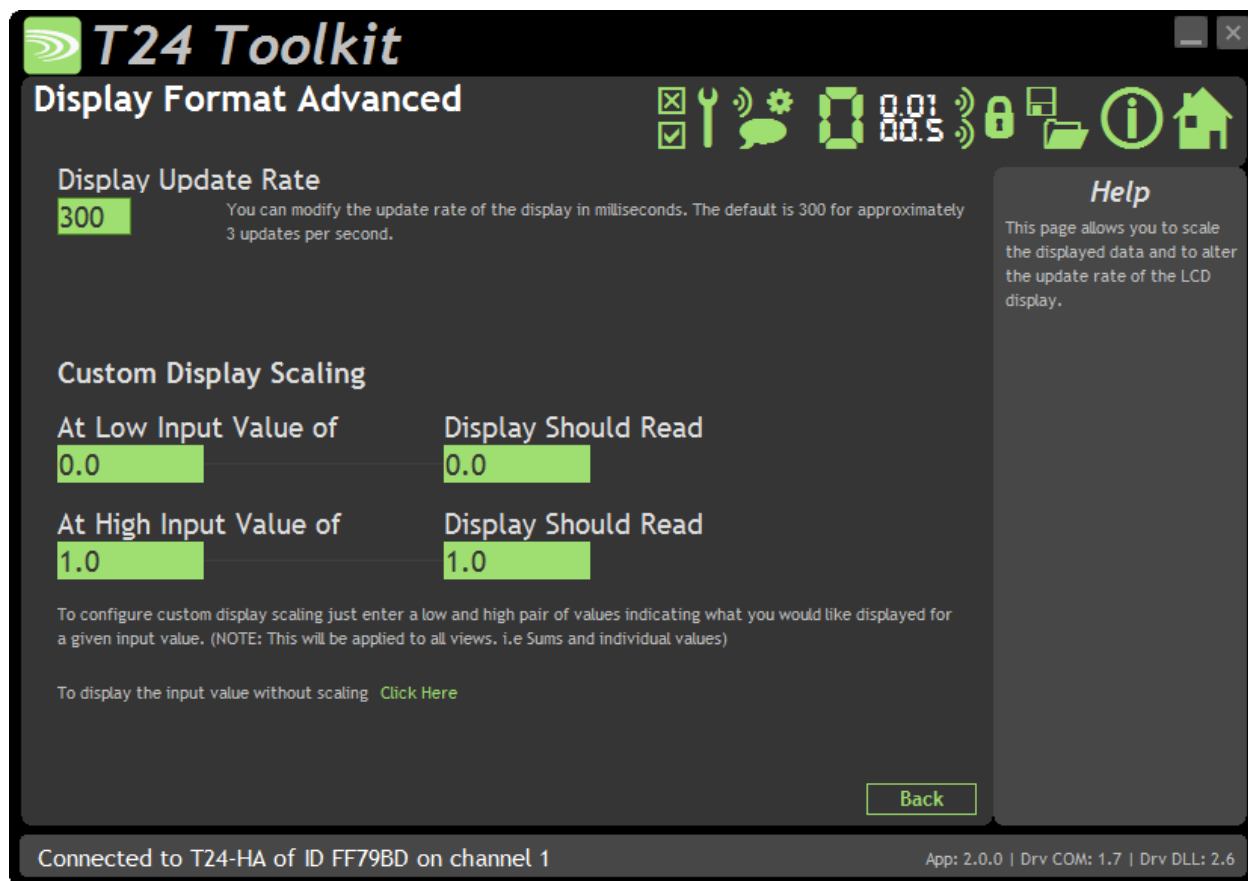 T24 Toolkit
Display Format Advanced
0.01
00.5
Display Update Rate
300
You can modify the update rate of the display in milliseconds. The default is 300 for approximately
3 updates per second.
Custom Display Scaling
At Low Input Value of
Display Should Read
0.0
0.0
At High Input Value of
Display Should Read
1.0
1.0
To configure custom display scaling just enter a low and high pair of values indicating what you would like displayed for
a given input value. (NOTE: This will be applied to all views. i.e Sums and individual values)
To display the input value without scaling Click Here
Back
Help
This page allows you to scale
the displayed data and to alter
the update rate of the LCD
display.
Connected to T24-HA of ID FF79BD on channel 1
App: 2.0.0 | Drv COM: 1.7 | Drv DLL: 2.6